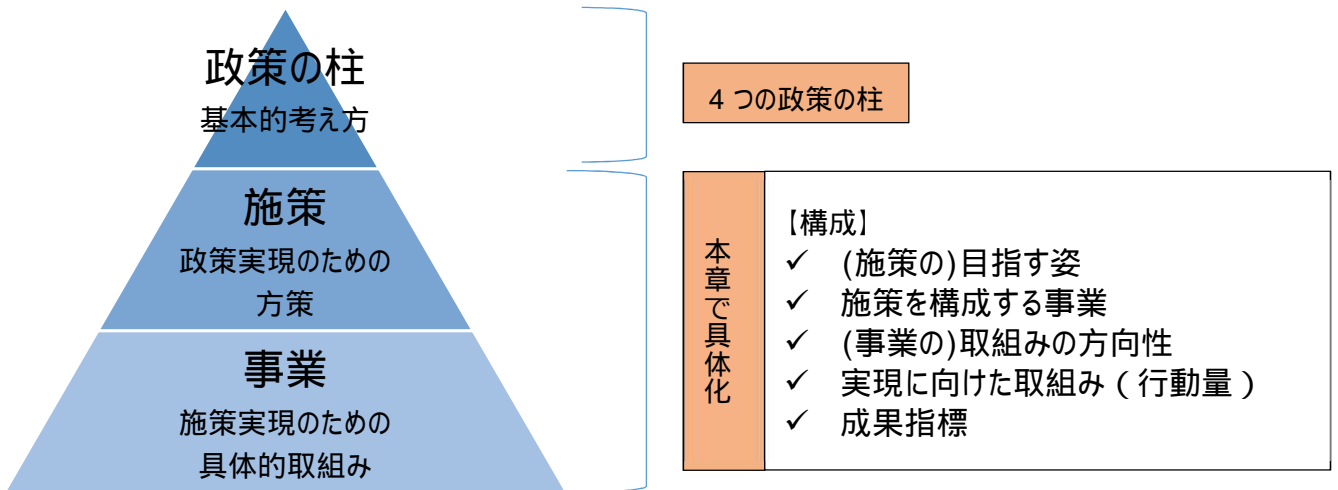 政策の柱
基本的考え方
4つの政策の柱
施策
政策実現のための
方策
事業
施策実現のための
具体的取組み
本章で具体化
【構成】
✓ (施策の)目指す姿
✓ 施策を構成する事業
✓ (事業の)取組みの方向性
✓ 実現に向けた取組み(行動量)
✓ 成果指標